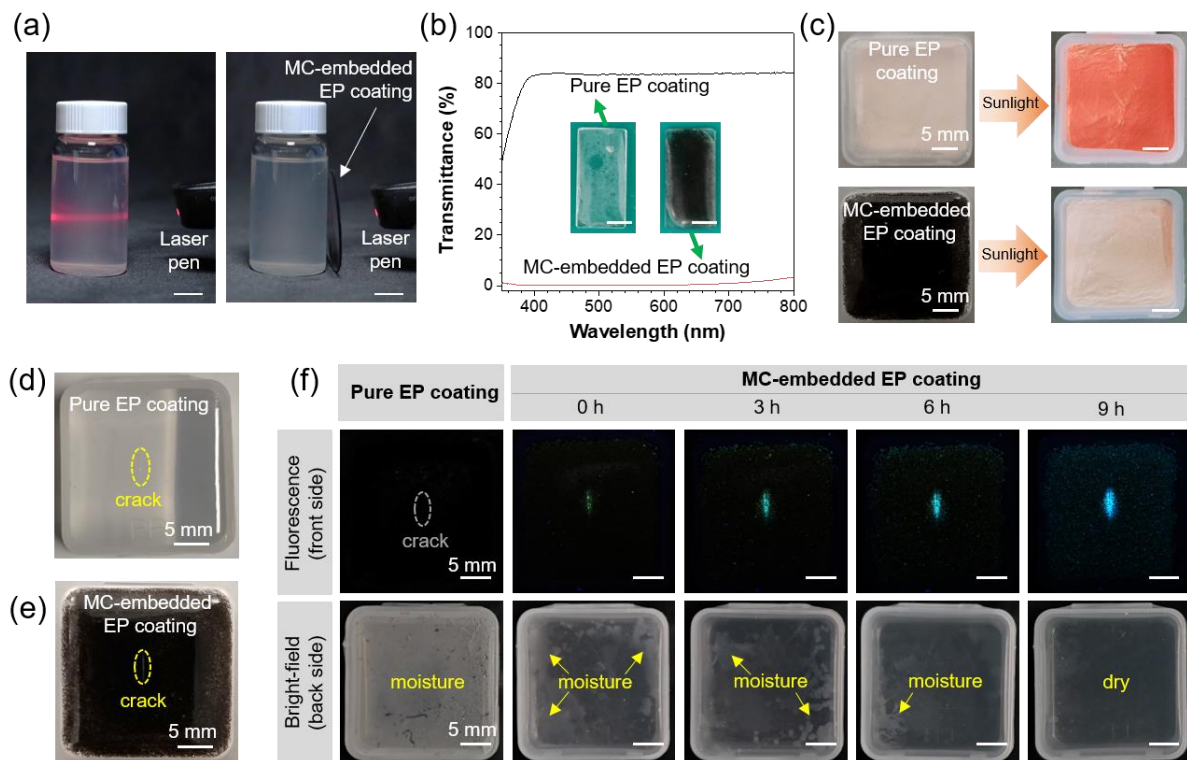 (a)
MC-embedded
EP coating
Laser
pen
Laser
pen
(b)
Transmittance (%)
100
80
60
40
20
0
Pure EP coating
MC-embedded EP coating
400
500
600
700
800
Wavelength (nm)
(c)
Pure EP
coating
5 mm
Sunlight
MC-embedded
EP coating
5 mm
Sunlight
(d)
Pure EP coating
crack
5 mm
(e)
MC-embedded
EP coating
crack
5 mm
(f)
Pure EP coating
MC-embedded EP coating
0 h
3 h
6 h
9 h
Fluorescence
(front side)
crack
5 mm
Bright-field
(back side)
moisture
5 mm
moisture
moisture
moisture
dry